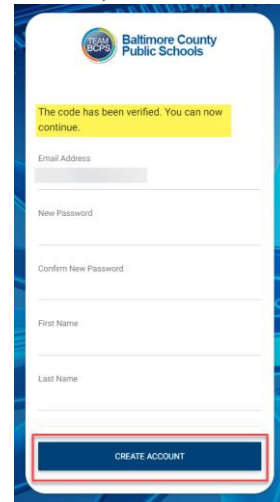 TEAM
BCPS
Baltimore County
Public Schools
The code has been verified. You can now
continue.
Email Address
New Password
Confirm New Password
First Name
Last Name
CREATE ACCOUNT